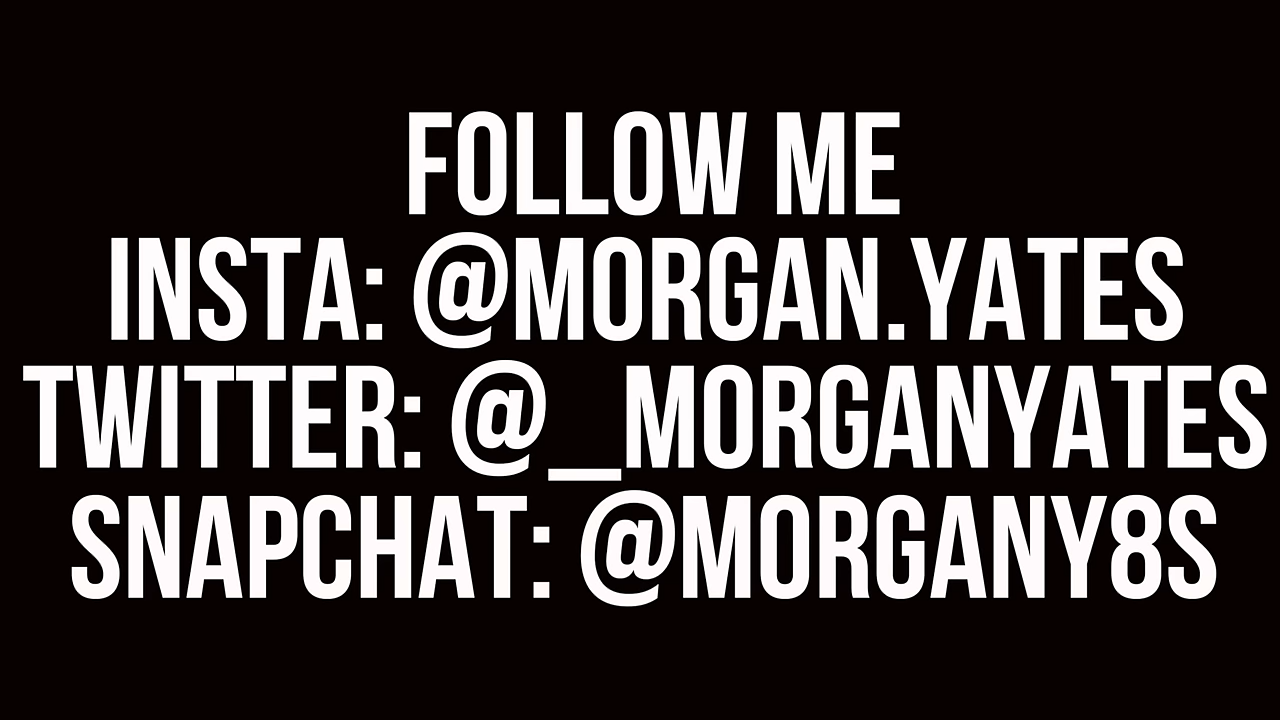 FOLLOW ME
INSTA: @MORGAN.YATES
TWITTER: @_MORGANYATES
SNAPCHAT: @MORGANY8S